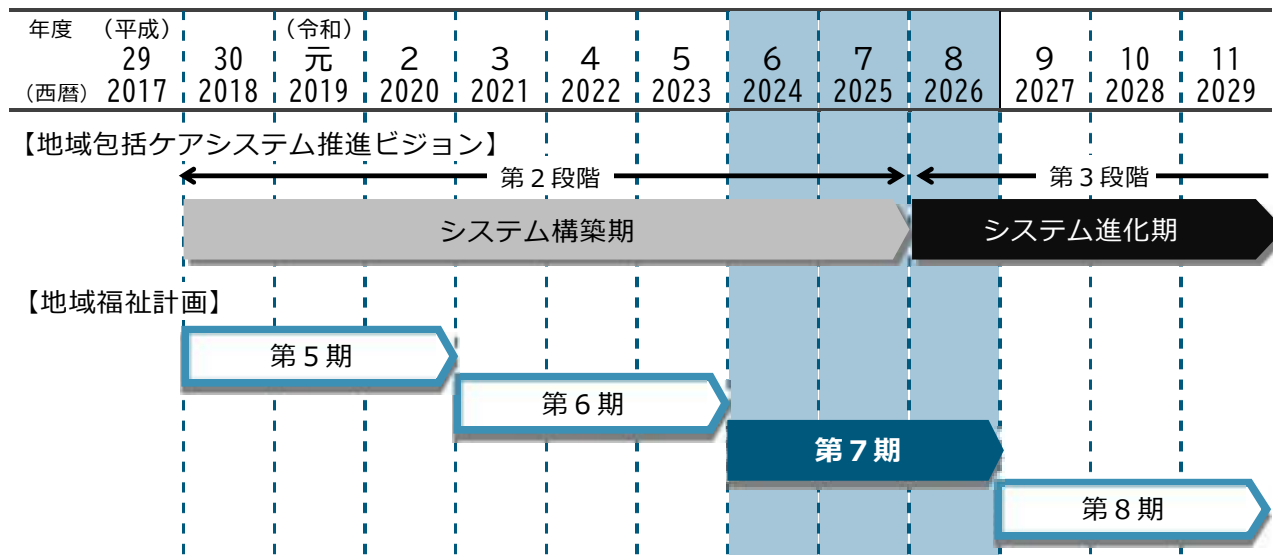 年度 （平成） （令和）
29 30 元 2 3 4 5 6 7 8 9 10 11
（西暦） 2017 2018 2019 2020 2021 2022 2023 2024 2025 2026 2027 2028 2029
【地域包括ケアシステム推進ビジョン】
第２段階 第３段階
システム構築期 システム進化期
【地域福祉計画】
第５期
第６期
第７期
第８期